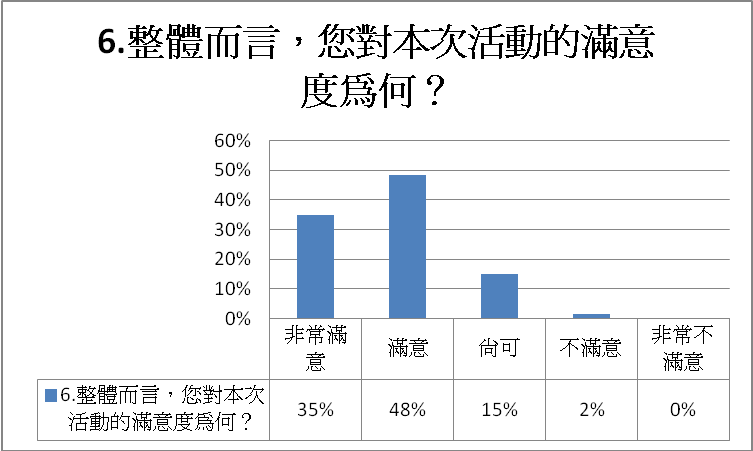 6.整體而言，您對本次活動的滿意
度爲何？
60%
50%
40%
30%
20%
10%
0%
非常滿
意
滿意
尙可
不滿意
非常不
滿意
6.整體而言，您對本次
活動的滿意度爲何？
35%
48%
15%
2%
0%